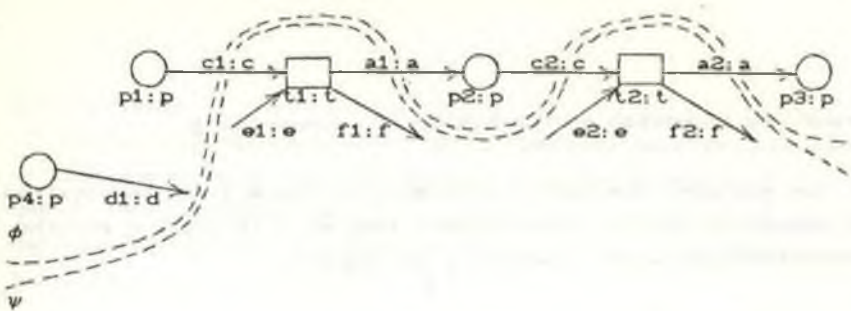 c1:c a1:a c2:c a2:a
p1:p t1:t p2:p t2:t p3:p
e1:e f1:f e2:e f2:f
p4:p d1:d
φ
ψ